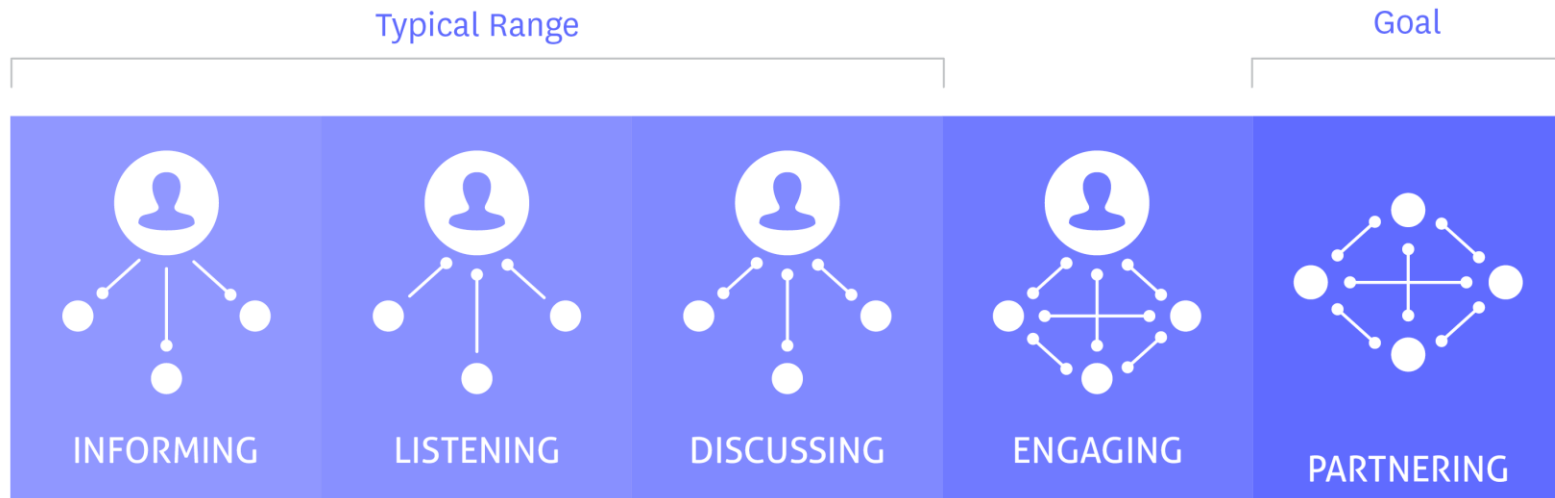 Typical Range
Goal
INFORMING
LISTENING
DISCUSSING
ENGAGING
PARTNERING